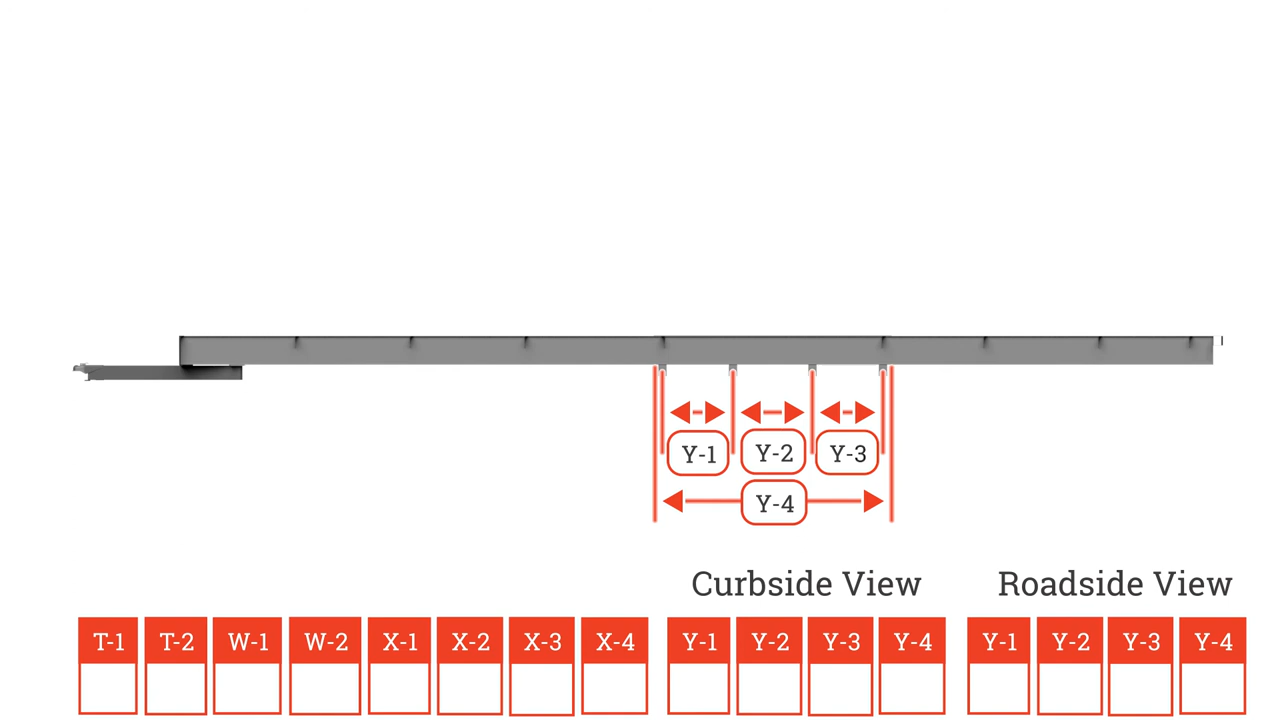 Y-1 Y-2 Y-3
Y-4
Curbside View Roadside View
T-1 T-2 W-1 W-2 X-1 X-2 X-3 X-4 Y-1 Y-2 Y-3 Y-4 Y-1 Y-2 Y-3 Y-4